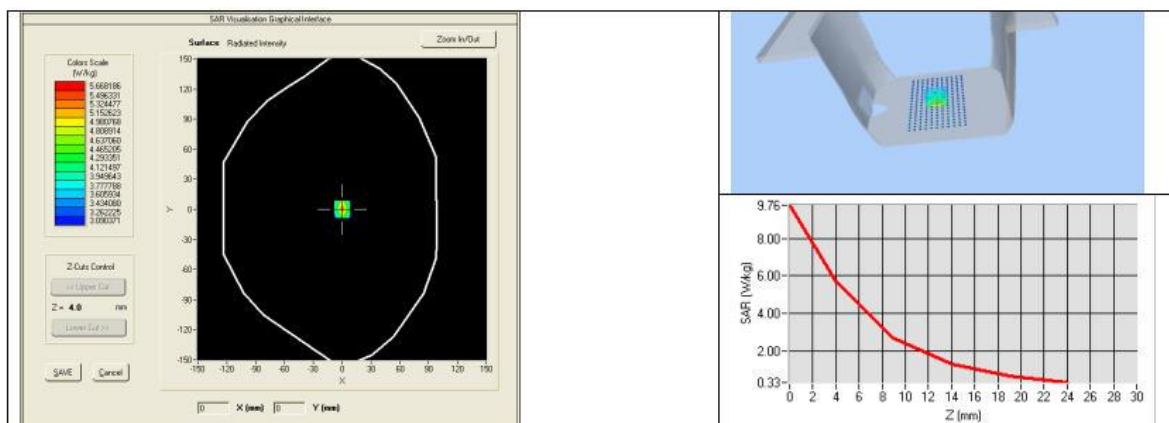 SAR Visualisation Graphical Interface
Surface Radiated Intensity
Zoom In/Out
Colors Scale
(W/kg)
5.668186
5.496331
5.324477
5.152623
4.980768
4.808914
4.637060
4.465205
4.293351
4.121497
3.949643
3.777788
3.605934
3.434080
3.262225
3.090371
Z-Cuts Control
<< Upper Cut
Z = 4.0 mm
Lower Cut >>
SAVE Cancel
150
120
90
60
30
0
-30
-60
-90
-120
-150
Y
-150 -120 -90 -60 -30 0 30 60 90 120 150
X
0 X (mm) 0 Y (mm)
9.76
8.00
6.00
4.00
2.00
0.33
SAR (W/kg)
0 2 4 6 8 10 12 14 16 18 20 22 24 26 28 30
Z (mm)